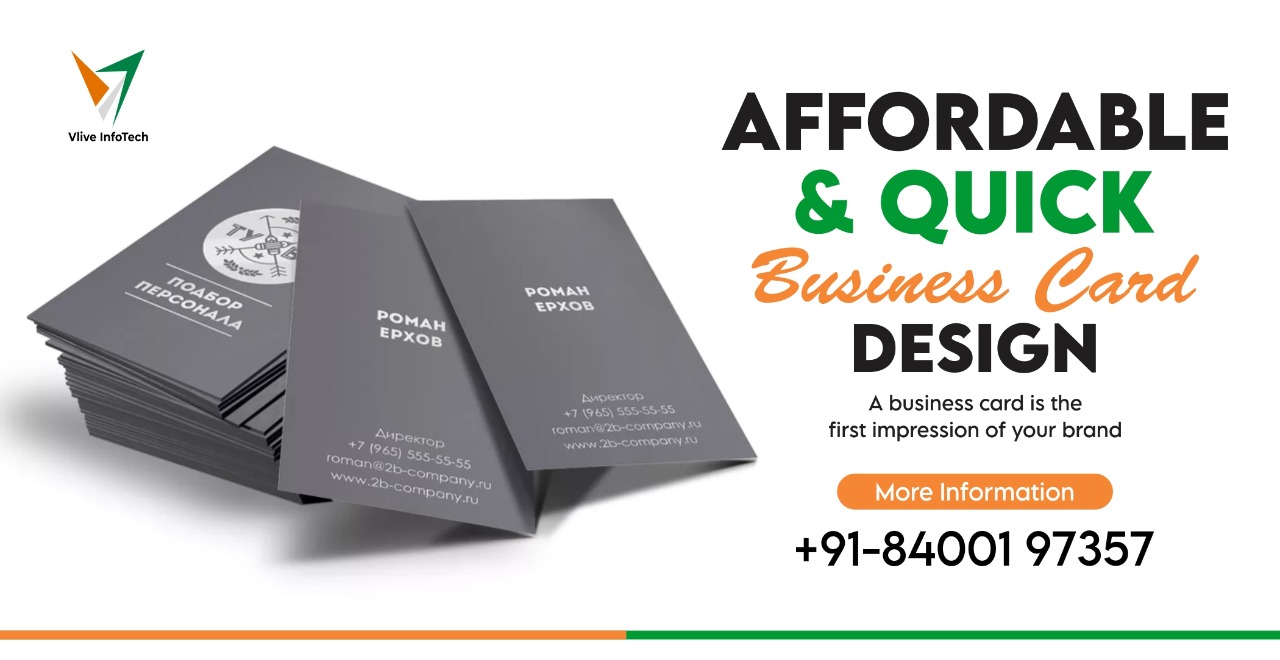 Vlive InfoTech
AFFORDABLE
& QUICK
Business Card
DESIGN
A business card is the
first impression of your brand
More Information
+91-84001 97357
ТУ
Б
ПОДБОР
ПЕРСОНАЛА
РОМАН
ЕРХОВ
Директор
+7 (965) 555-55-55
roman@2b-company.ru
www.2b-company.ru
РОМАН
ЕРХОВ
Директор
+7 (965) 555-55-55
roman@2b-company.ru
www.2b-company.ru